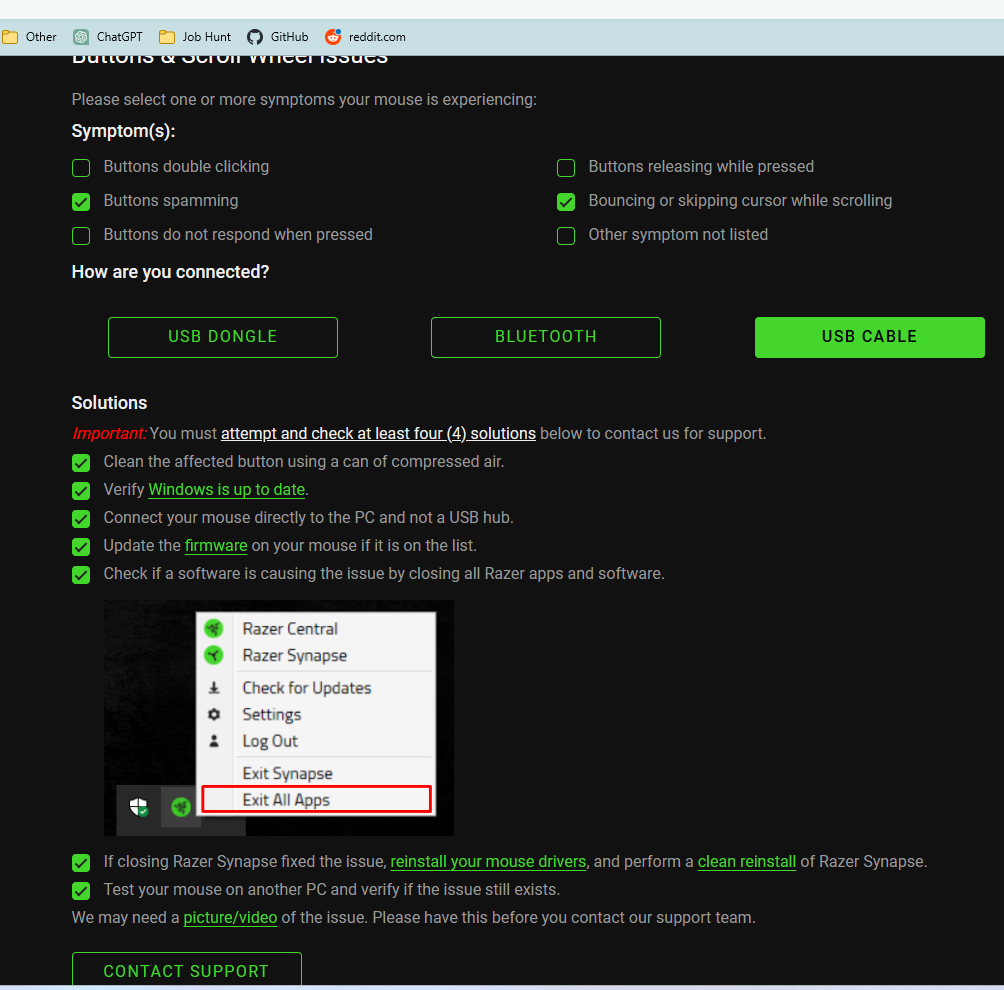 Other ChatGPT Job Hunt GitHub reddit.com
Buttons & Scroll Wheel Issues
Please select one or more symptoms your mouse is experiencing:
Symptom(s):
Buttons double clicking
Buttons releasing while pressed
Buttons spamming
Bouncing or skipping cursor while scrolling
Buttons do not respond when pressed
Other symptom not listed
How are you connected?
USB DONGLE
BLUETOOTH
USB CABLE
Solutions
Important: You must attempt and check at least four (4) solutions below to contact us for support.
Clean the affected button using a can of compressed air.
Verify Windows is up to date.
Connect your mouse directly to the PC and not a USB hub.
Update the firmware on your mouse if it is on the list.
Check if a software is causing the issue by closing all Razer apps and software.
Razer Central
Razer Synapse
Check for Updates
Settings
Log Out
Exit Synapse
Exit All Apps
If closing Razer Synapse fixed the issue, reinstall your mouse drivers, and perform a clean reinstall of Razer Synapse.
Test your mouse on another PC and verify if the issue still exists.
We may need a picture/video of the issue. Please have this before you contact our support team.
CONTACT SUPPORT